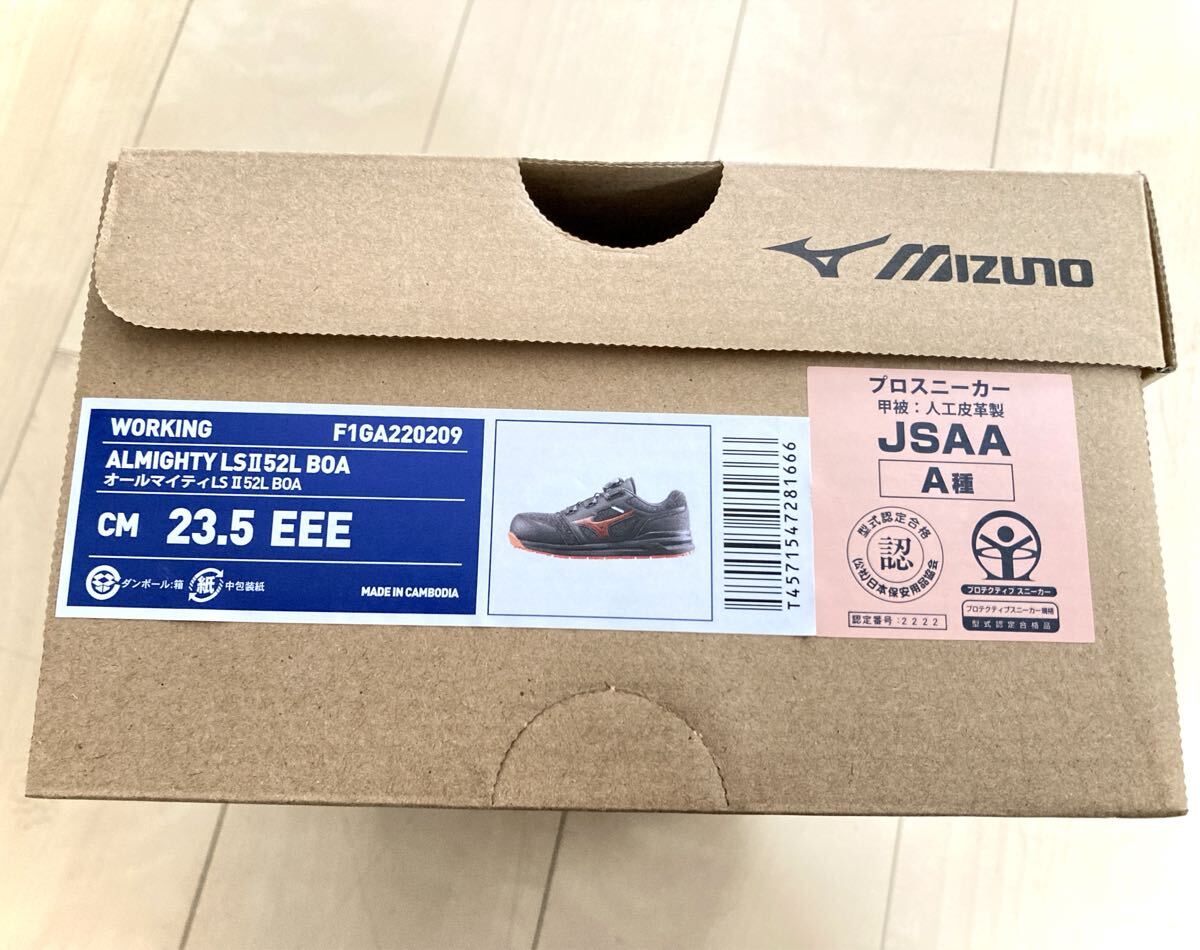 MIZUNO
WORKING F1GA220209
ALMIGHTY LSⅡ52L BOA
オールマイティLSⅡ52L BOA
CM 23.5 EEE
ダンボール:箱 紙 中包装紙
MADE IN CAMBODIA
T4571547281666
プロスニーカー
甲被：人工皮革製
JSAA
A種
型式認定合格
認
(公社)日本保安用品協会
認定番号:2222
プロテクティブ スニーカー
プロテクティブスニーカー規格
型式認定合格品